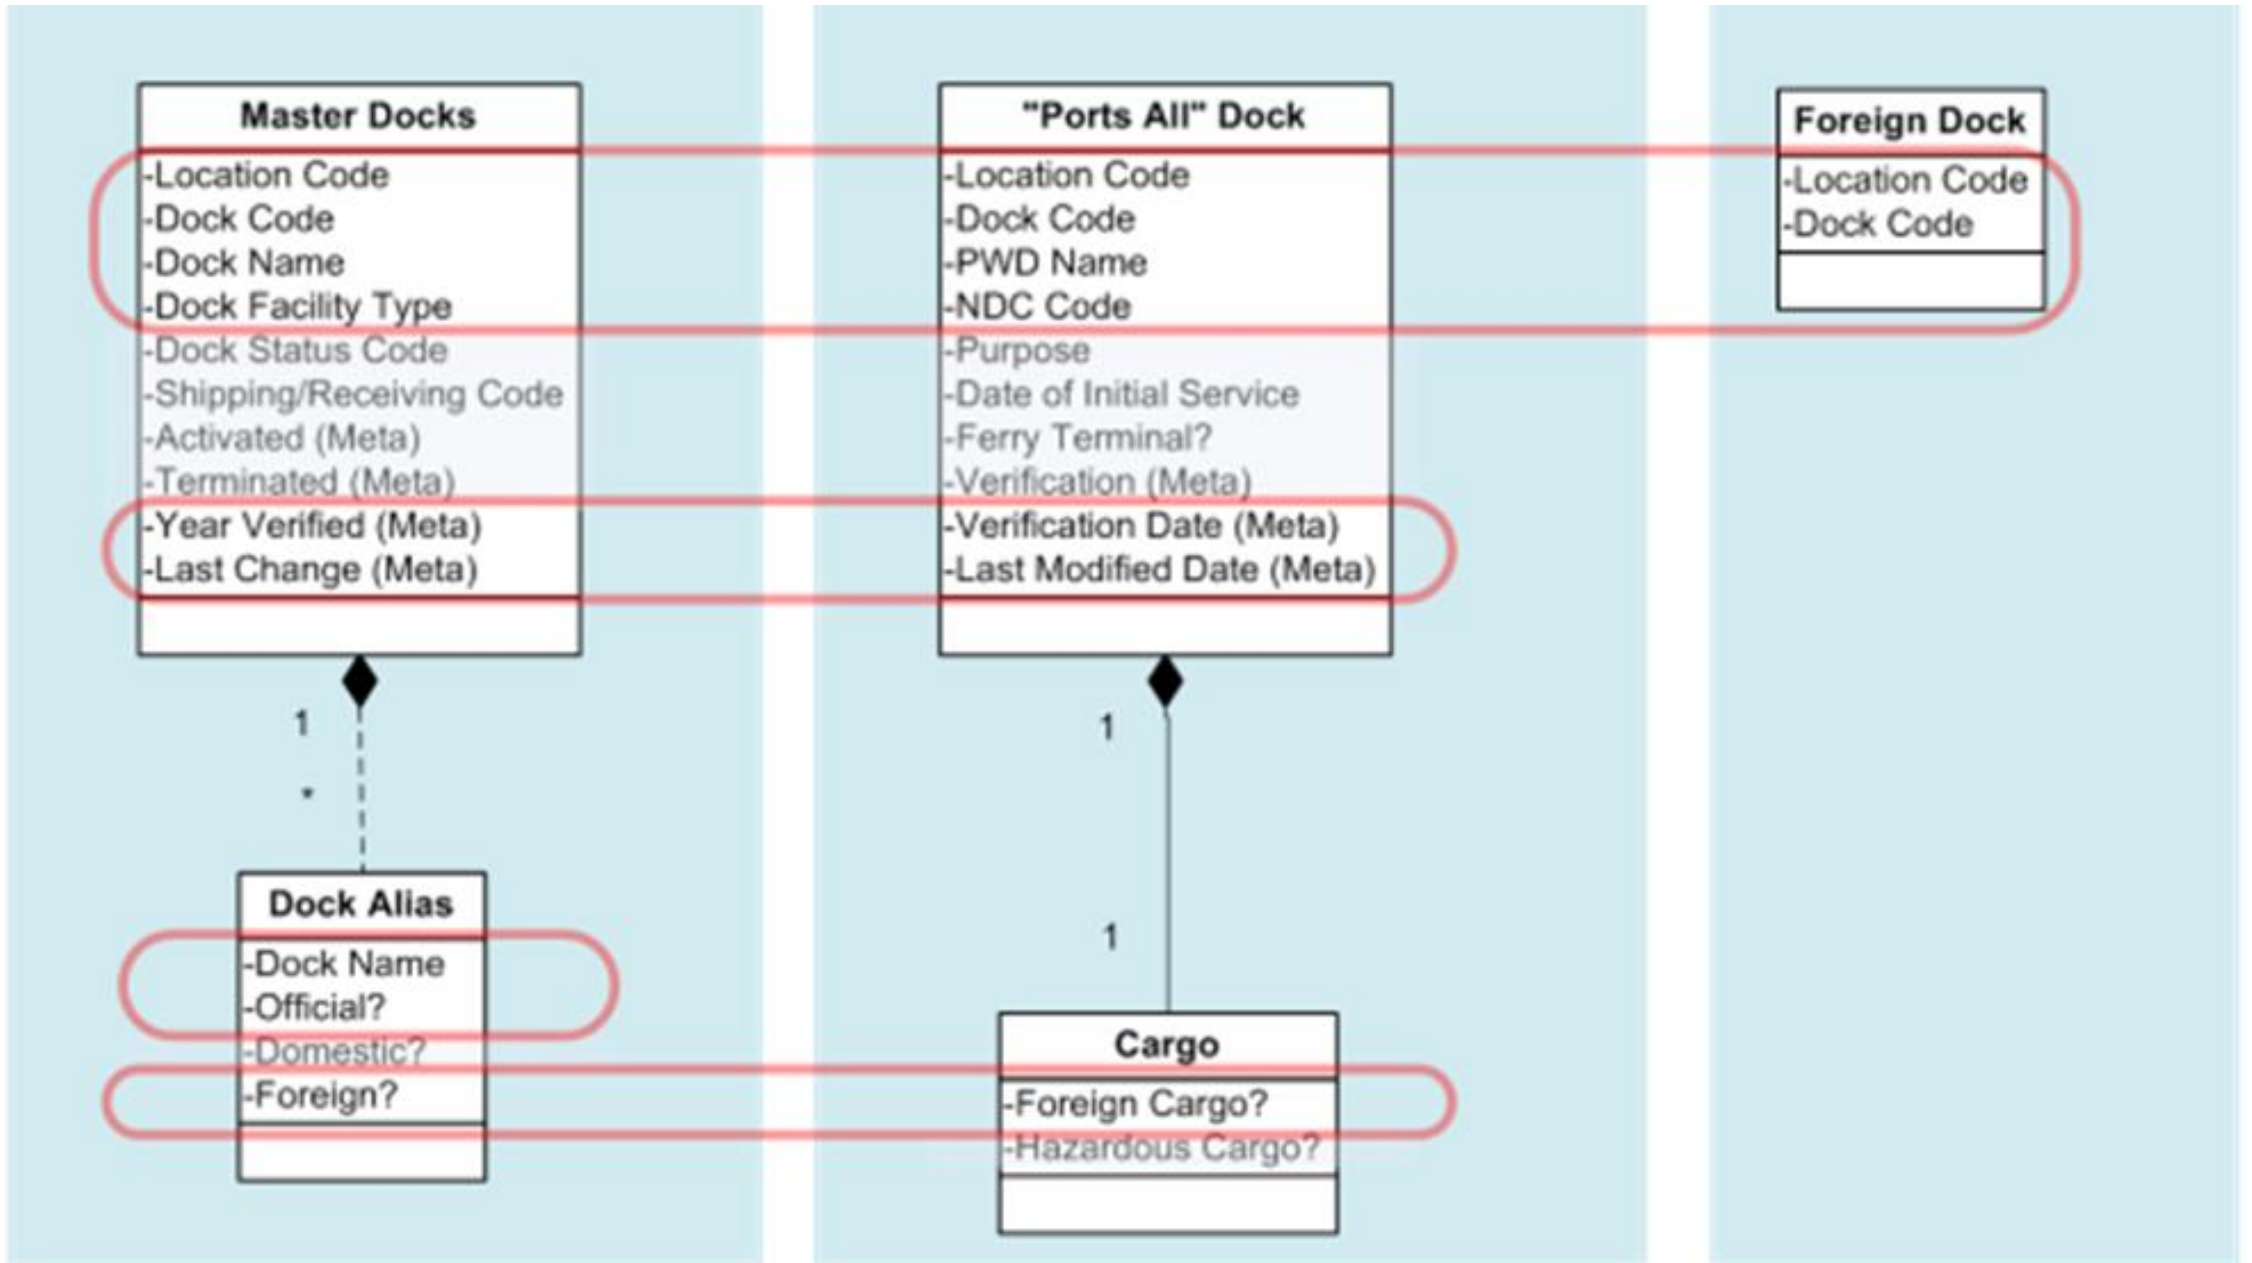 Master Docks
-Location Code
-Dock Code
-Dock Name
-Dock Facility Type
-Dock Status Code
-Shipping/Receiving Code
-Activated (Meta)
-Terminated (Meta)
-Year Verified (Meta)
-Last Change (Meta)
1
*
Dock Alias
-Dock Name
-Official?
-Domestic?
-Foreign?
"Ports All" Dock
-Location Code
-Dock Code
-PWD Name
-NDC Code
-Purpose
-Date of Initial Service
-Ferry Terminal?
-Verification (Meta)
-Verification Date (Meta)
-Last Modified Date (Meta)
1
1
Cargo
-Foreign Cargo?
-Hazardous Cargo?
Foreign Dock
-Location Code
-Dock Code